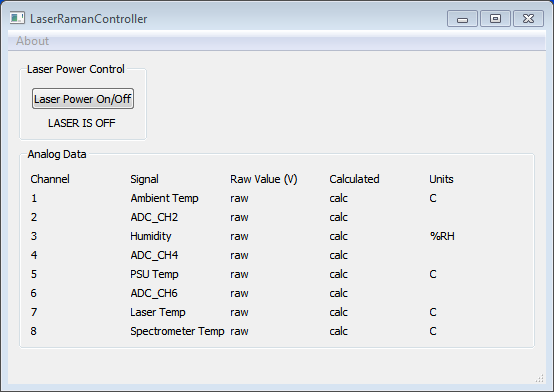 LaserRamanController
About
Laser Power Control
Laser Power On/Off
LASER IS OFF
Analog Data
Channel Signal Raw Value (V) Calculated Units
1 Ambient Temp raw calc C
2 ADC_CH2 raw calc
3 Humidity raw calc %RH
4 ADC_CH4 raw calc
5 PSU Temp raw calc C
6 ADC_CH6 raw calc
7 Laser Temp raw calc C
8 Spectrometer Temp raw calc C